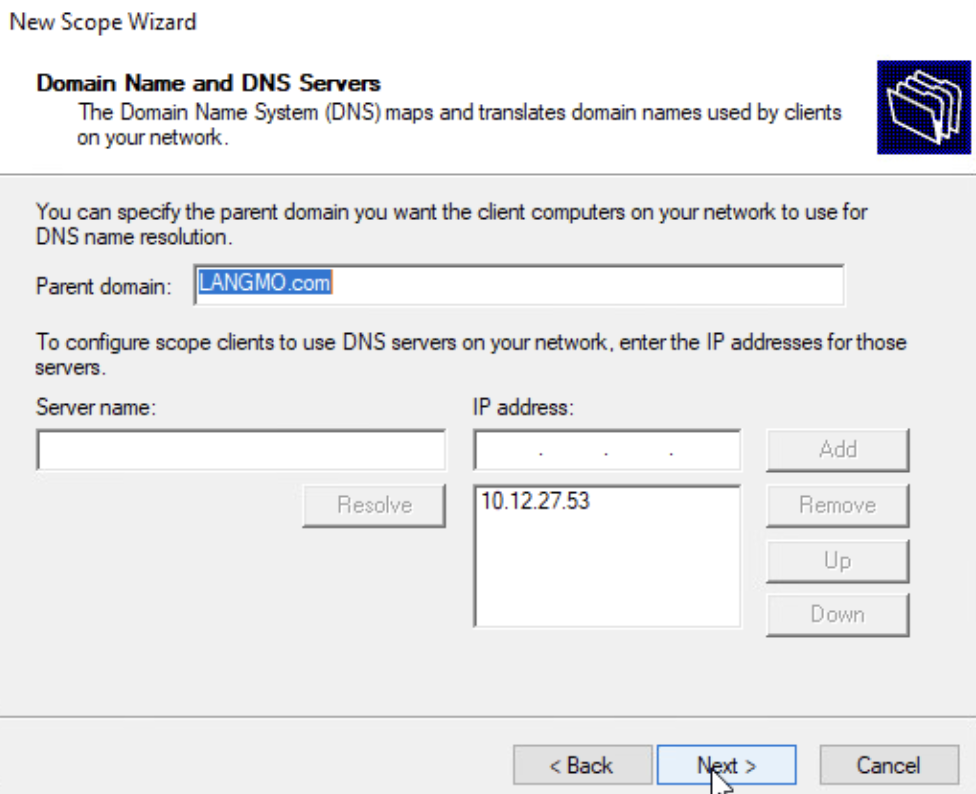 New Scope Wizard
Domain Name and DNS Servers
The Domain Name System (DNS) maps and translates domain names used by clients
on your network.
You can specify the parent domain you want the client computers on your network to use for
DNS name resolution.
Parent domain: LANGMO.com
To configure scope clients to use DNS servers on your network, enter the IP addresses for those
servers.
Server name: IP address:
. . . Add
Resolve 10.12.27.53 Remove
Up
Down
< Back Next > Cancel